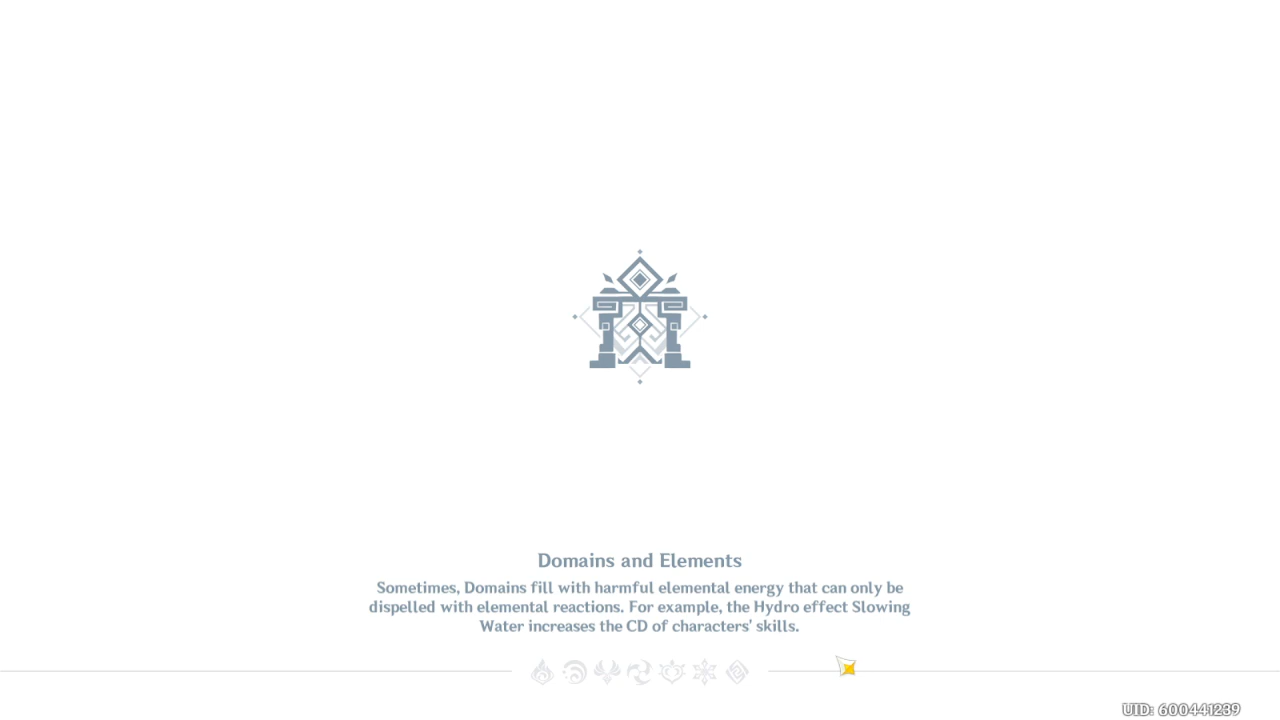 Domains and Elements
Sometimes, Domains fill with harmful elemental energy that can only be
dispelled with elemental reactions. For example, the Hydro effect Slowing
Water increases the CD of characters' skills.
UID: 600441239